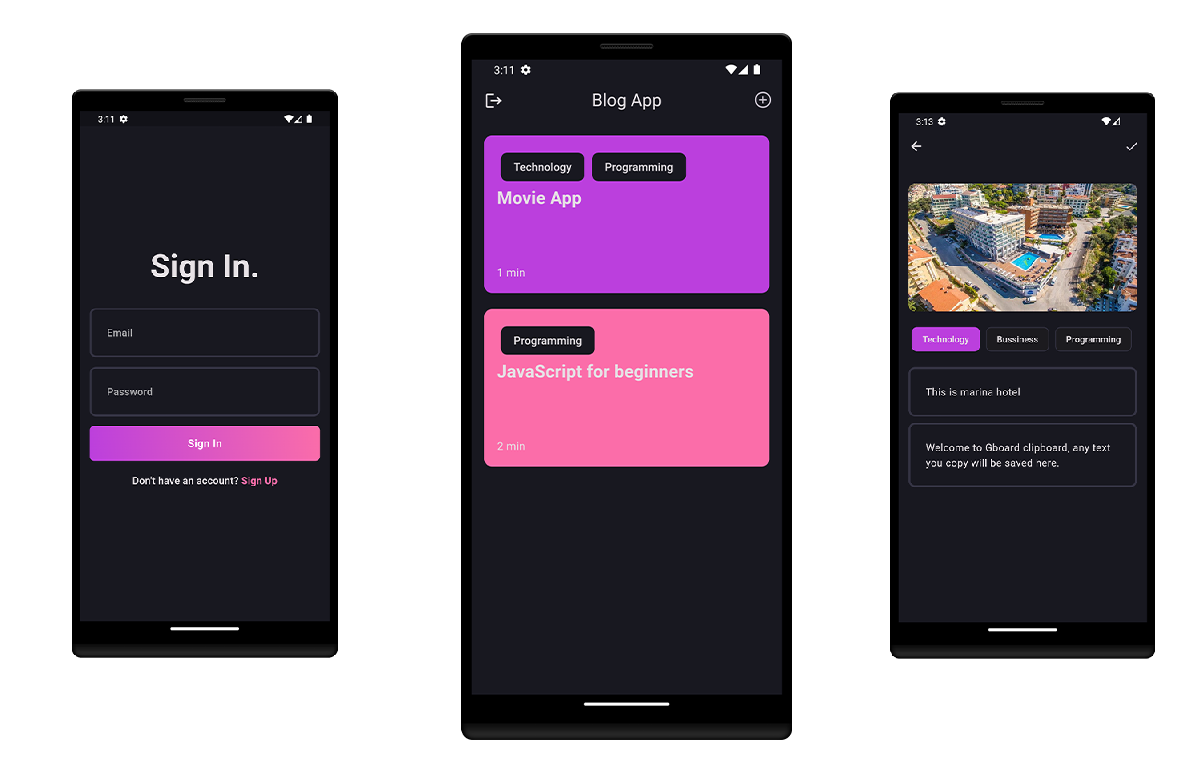 3:11
Sign In.
Email
Password
Sign In
Don't have an account? Sign Up
3:11
Blog App
Technology Programming
Movie App
1 min
Programming
JavaScript for beginners
2 min
3:13
Technology Bussiness Programming
This is marina hotel
Welcome to Gboard clipboard, any text
you copy will be saved here.